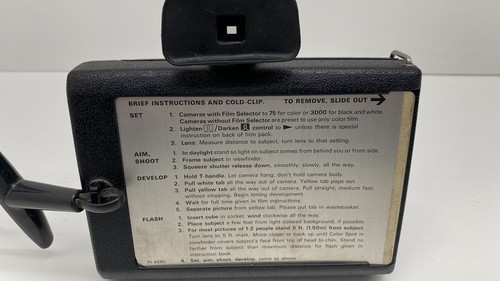 BRIEF INSTRUCTIONS AND COLD-CLIP. TO REMOVE, SLIDE OUT →
SET 1. Cameras with Film Selector to 75 for color or 3000 for black and white.
Cameras without Film Selector are preset to use only color film.
2. Lighten /Darken control to ► unless there is special
instruction on back of film pack.
3. Lens: Measure distance to subject, turn lens to that setting.
AIM, SHOOT 1. In daylight stand so light on subject comes from behind you or from side.
2. Frame subject in viewfinder.
3. Squeeze shutter release down, smoothly, slowly, all the way.
DEVELOP 1. Hold T-handle. Let camera hang; don't hold camera body.
2. Pull white tab all the way out of camera. Yellow tab pops out.
3. Pull yellow tab all the way out of camera. Pull straight, medium fast,
without stopping. Begin timing development.
4. Wait for full time given in film instructions.
5. Separate picture from yellow tab. Please put tab in wastebasket.
FLASH 1. Insert cube in socket; wind clockwise all the way.
2. Place subject a few feet from light colored background, if possible.
3. For most pictures of 1-2 people stand 5 ft. (1.50m) from subject.
Turn lens to 5 ft. mark. Move closer or back up until Color Spot in
viewfinder covers subject's face from top of head to chin. Stand no
farther from subject than maximum distance for flash given in
instruction book.
4. Set, aim, shoot, develop, same as above.